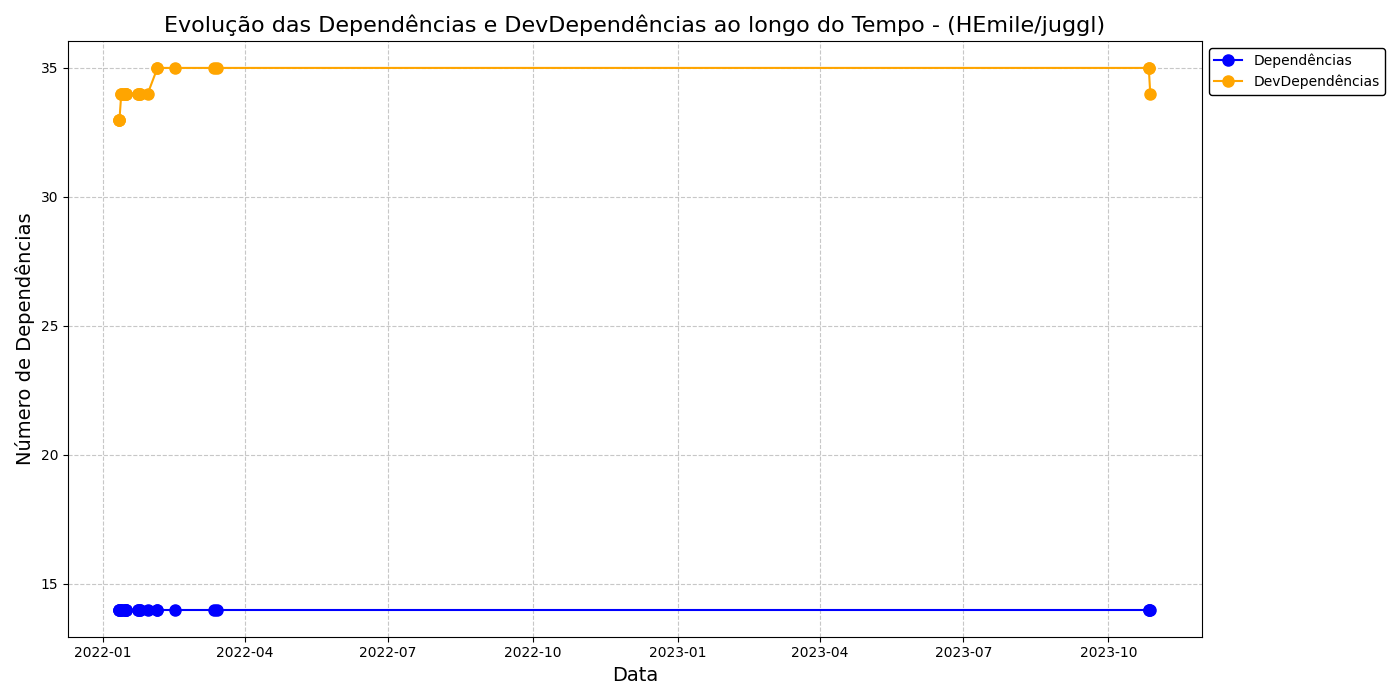 Evolução das Dependências e DevDependências ao longo do Tempo - (HEmile/juggl)
Dependências
DevDependências
Número de Dependências
35
30
25
20
15
2022-01 2022-04 2022-07 2022-10 2023-01 2023-04 2023-07 2023-10
Data